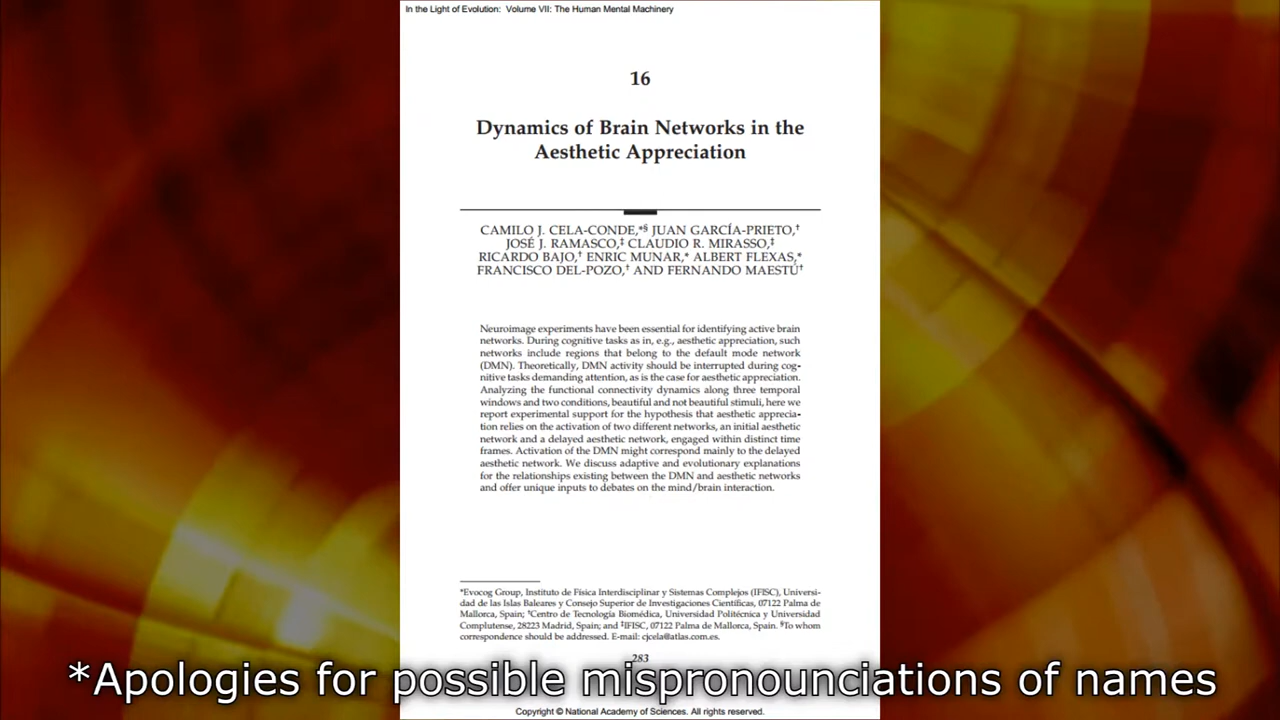 In the Light of Evolution: Volume VII: The Human Mental Machinery
16
Dynamics of Brain Networks in the
Aesthetic Appreciation
CAMILO J. CELA-CONDE,*§ JUAN GARCÍA-PRIETO,†
JOSÉ J. RAMASCO,‡ CLAUDIO R. MIRASSO,‡
RICARDO BAJO,† ENRIC MUNAR,* ALBERT FLEXAS,*
FRANCISCO DEL-POZO,† AND FERNANDO MAESTÚ†
Neuroimage experiments have been essential for identifying active brain
networks. During cognitive tasks as in, e.g., aesthetic appreciation, such
networks include regions that belong to the default mode network
(DMN). Theoretically, DMN activity should be interrupted during cog-
nitive tasks demanding attention, as is the case for aesthetic appreciation.
Analyzing the functional connectivity dynamics along three temporal
windows and two conditions, beautiful and not beautiful stimuli, here we
report experimental support for the hypothesis that aesthetic apprecia-
tion relies on the activation of two different networks, an initial aesthetic
network and a delayed aesthetic network, engaged within distinct time
frames. Activation of the DMN might correspond mainly to the delayed
aesthetic network. We discuss adaptive and evolutionary explanations
for the relationships existing between the DMN and aesthetic networks
and offer unique inputs to debates on the mind/brain interaction.
*Evocog Group, Instituto de Física Interdisciplinar y Sistemas Complejos (IFISC), Universi-
dad de las Islas Baleares y Consejo Superior de Investigaciones Científicas, 07122 Palma de
Mallorca, Spain; †Centro de Tecnología Biomédica, Universidad Politécnica y Universidad
Complutense, 28223 Madrid, Spain; and ‡IFISC, 07122 Palma de Mallorca, Spain. §To whom
correspondence should be addressed. E-mail: cjcela@atlas.com.es.
283
*Apologies for possible mispronounciations of names
Copyright © National Academy of Sciences. All rights reserved.